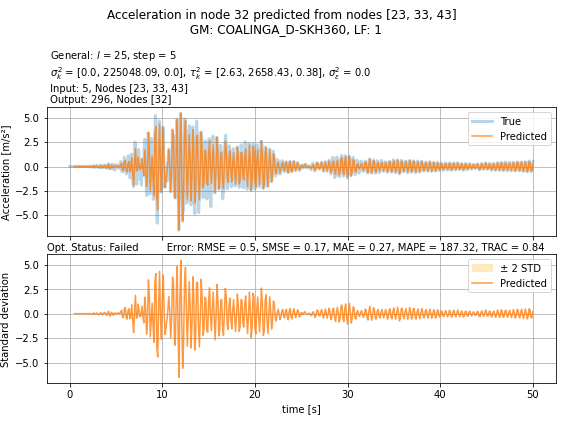 Acceleration in node 32 predicted from nodes [23, 33, 43]
GM: COALINGA_D-SKH360, LF: 1
General: l = 25, step = 5
σ²ₖ = [0.0, 225048.09, 0.0], τ²ₖ = [2.63, 2658.43, 0.38], σ²ε = 0.0
Input: 5, Nodes [23, 33, 43]
Output: 296, Nodes [32]
Acceleration [m/s²]
5.0
2.5
0.0
−2.5
−5.0
True
Predicted
Opt. Status: Failed
Error: RMSE = 0.5, SMSE = 0.17, MAE = 0.27, MAPE = 187.32, TRAC = 0.84
Standard deviation
5.0
2.5
0.0
−2.5
−5.0
± 2 STD
Predicted
0 10 20 30 40 50
time [s]